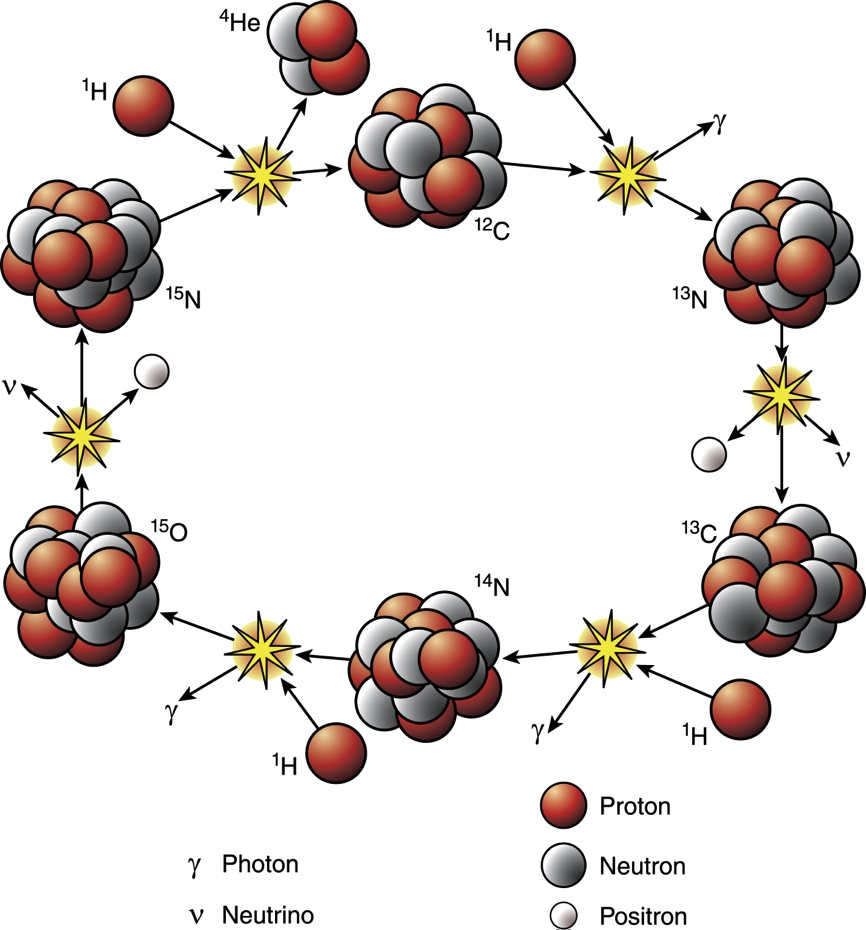 ⁴He
¹H
¹H
γ
¹²C
¹⁵N
¹³N
ν
ν
¹⁵O
¹³C
¹⁴N
γ
γ
¹H
¹H
Proton
γ Photon
Neutron
ν Neutrino
Positron